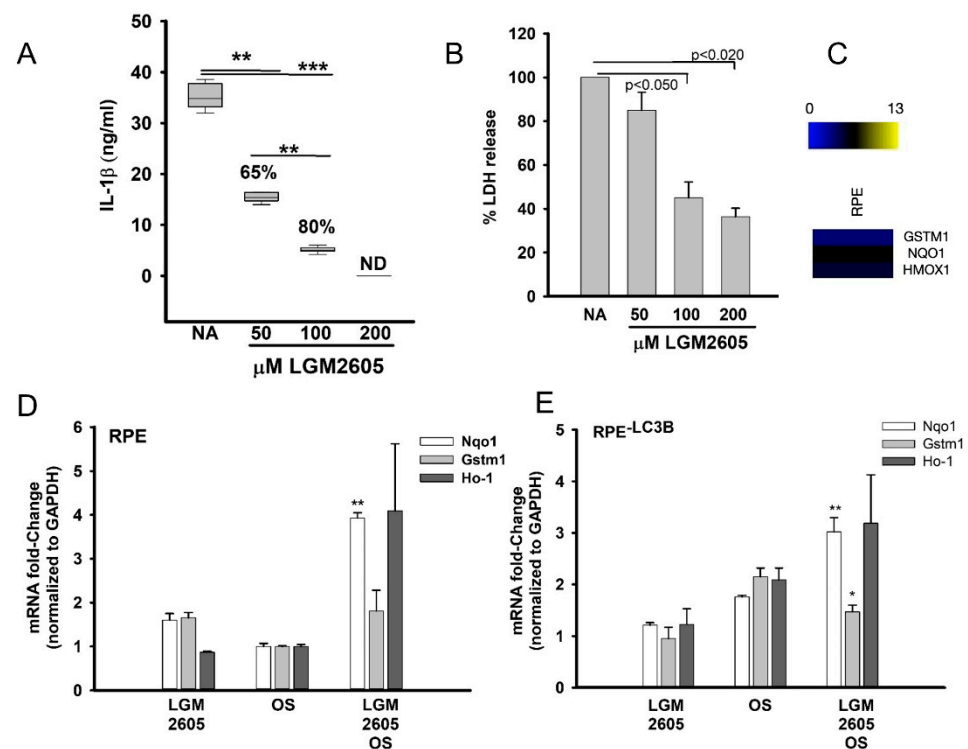 A
60
50
40
30
20
10
0
IL-1β (ng/ml)
**
***
**
65%
80%
ND
NA
50
100
200
μM LGM2605
B
120
100
80
60
40
20
0
% LDH release
p<0.020
p<0.050
NA
50
100
200
μM LGM2605
C
0
13
RPE
GSTM1
NQO1
HMOX1
D
RPE
6
5
4
3
2
1
0
mRNA fold-Change
(normalized to GAPDH)
Nqo1
Gstm1
Ho-1
**
LGM
2605
OS
LGM
2605
OS
E
RPE-LC3B
5
4
3
2
1
0
mRNA fold-Change
(normalized to GAPDH)
Nqo1
Gstm1
Ho-1
**
*
LGM
2605
OS
LGM
2605
OS